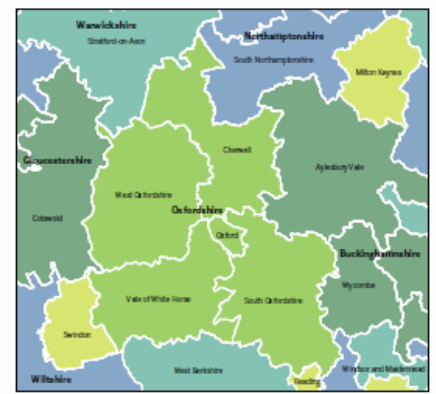 Warwickshire
Stratford-on-Avon
Northamptonshire
South Northamptonshire
Milton Keynes
Cherwell
Gloucestershire
Aylesbury Vale
West Oxfordshire
Oxfordshire
Cotswold
Oxford
Buckinghamshire
Wycombe
Vale of White Horse
South Oxfordshire
Swindon
West Berkshire
Windsor and Maidenhead
Wiltshire
Reading